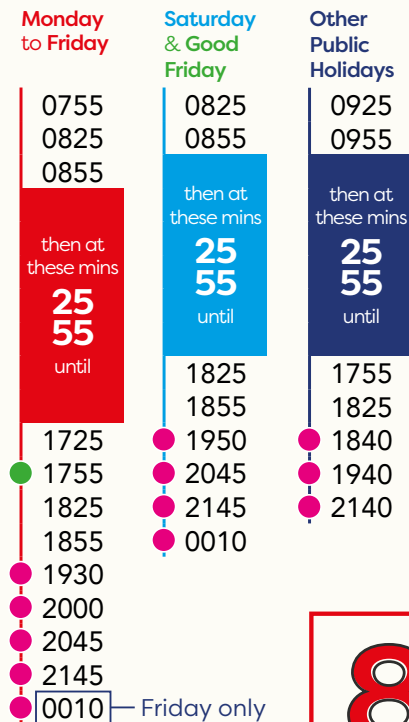 Monday
to Friday
0755
0825
0855
then at
these mins
25
55
until
1725
1755
1825
1855
1930
2000
2045
2145
0010
Friday only
Saturday
& Good
Friday
0825
0855
then at
these mins
25
55
until
1825
1855
1950
2045
2145
0010
Other
Public
Holidays
0925
0955
then at
these mins
25
55
until
1755
1825
1840
1940
2140
8